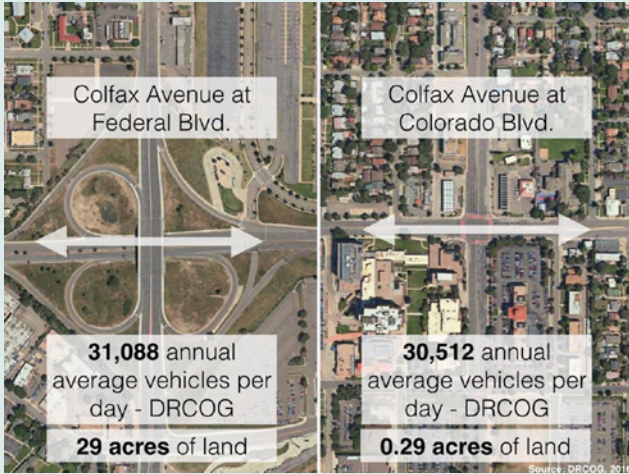 Colfax Avenue at
Federal Blvd.
31,088 annual
average vehicles per
day - DRCOG
29 acres of land
Colfax Avenue at
Colorado Blvd.
30,512 annual
average vehicles per
day - DRCOG
0.29 acres of land
Source: DRCOG, 2016